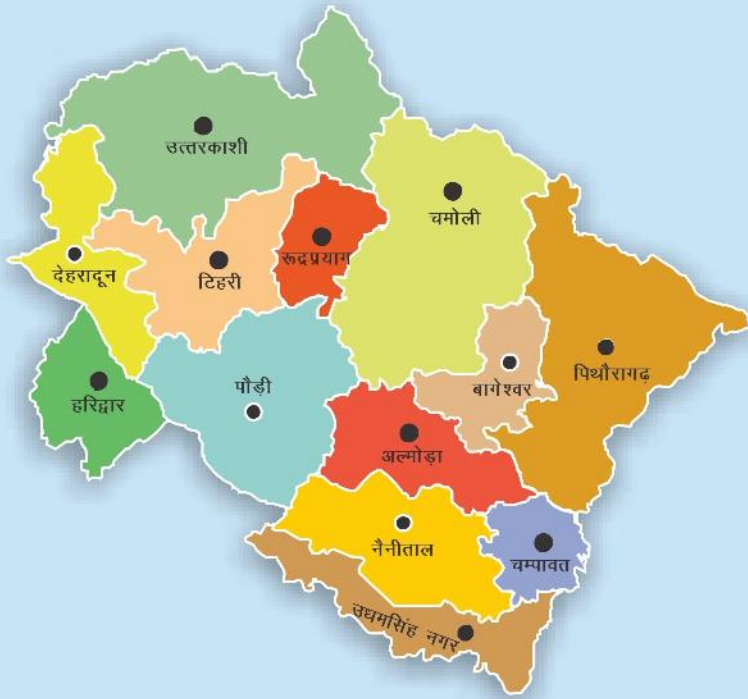 उत्तरकाशी
चमोली
देहरादून
टिहरी
रूद्रप्रयाग
हरिद्वार
पौड़ी
बागेश्वर
पिथौरागढ़
अल्मोड़ा
नैनीताल
चम्पावत
उधमसिंह नगर